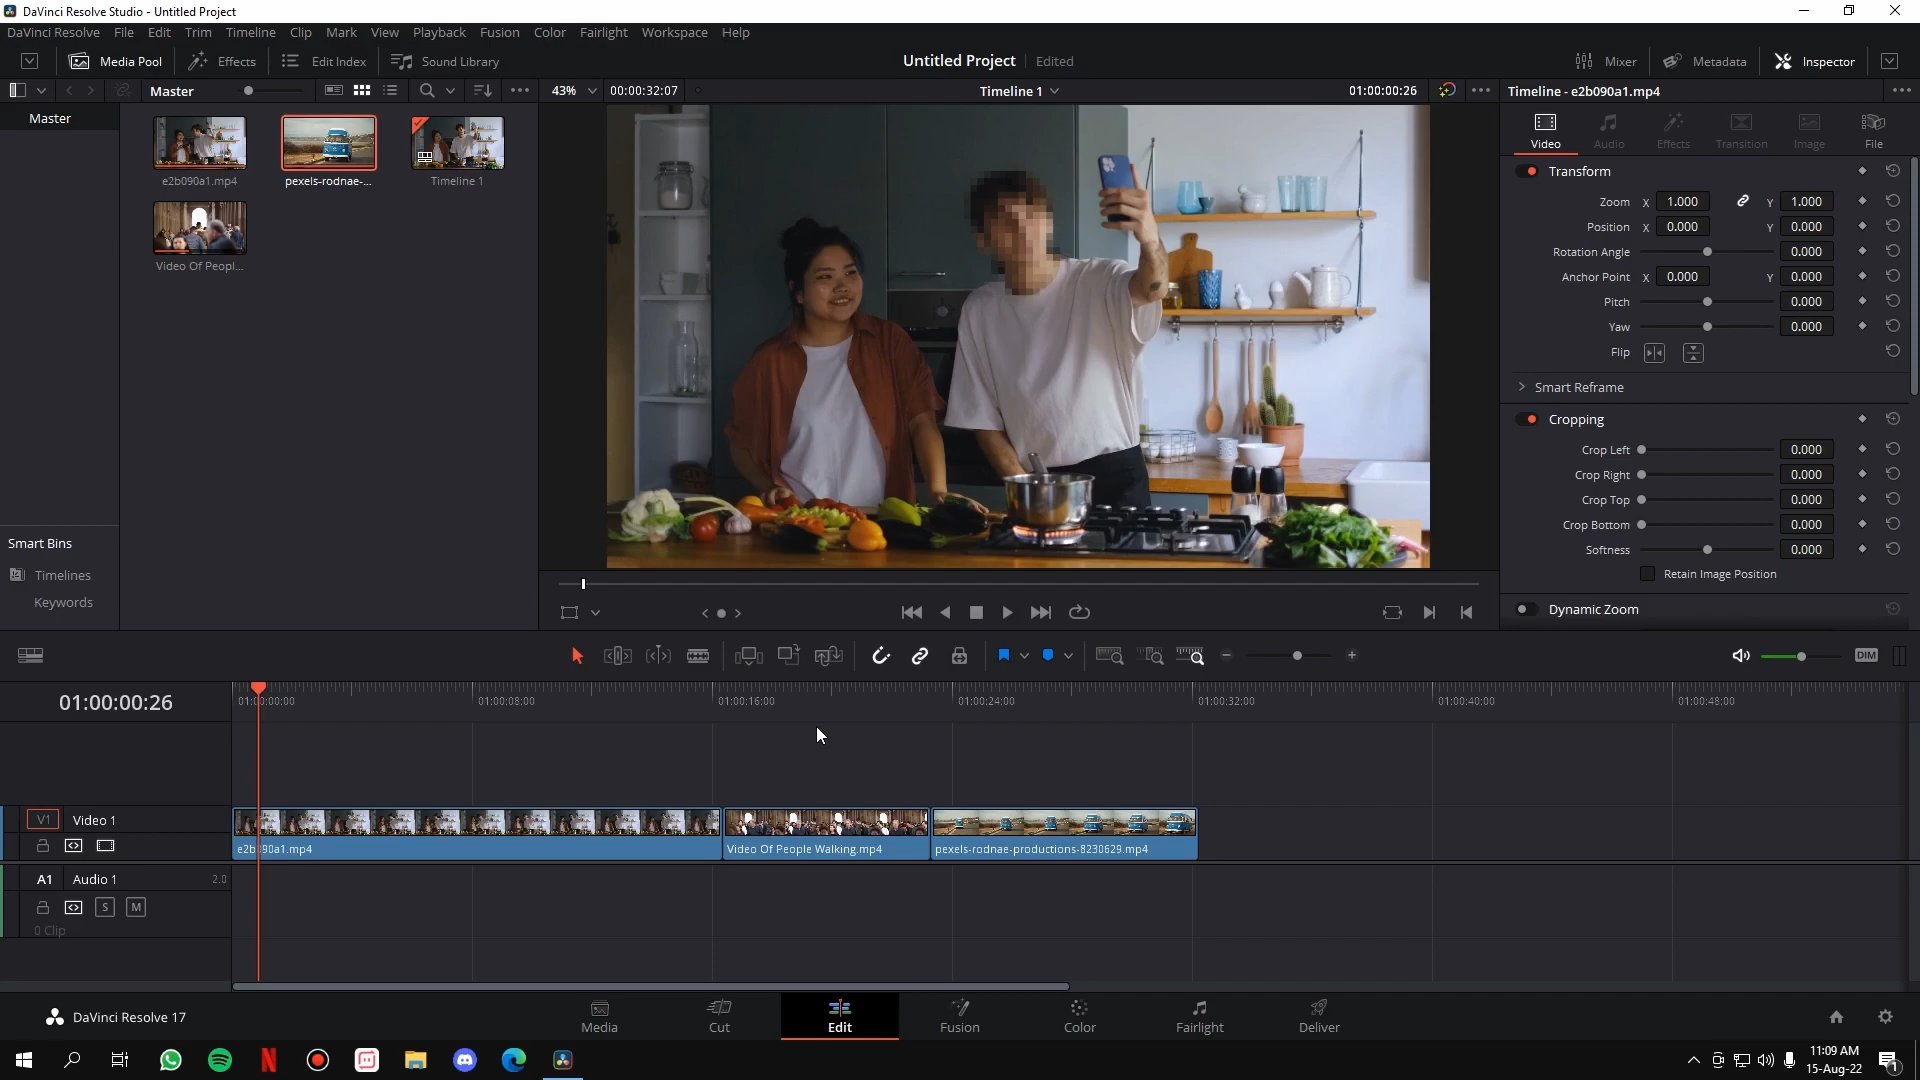 DaVinci Resolve Studio - Untitled Project
DaVinci Resolve File Edit Trim Timeline Clip Mark View Playback Fusion Color Fairlight Workspace Help
Media Pool Effects Edit Index Sound Library Untitled Project Edited Mixer Metadata Inspector
Master 43% 00:00:32:07 Timeline 1 01:00:00:26 Timeline - e2b090a1.mp4
Master
e2b090a1.mp4 pexels-rodnae-... Timeline 1
Video Of Peopl...
Smart Bins
Timelines
Keywords
Video Audio Effects Transition Image File
Transform
Zoom X 1.000 Y 1.000
Position X 0.000 Y 0.000
Rotation Angle 0.000
Anchor Point X 0.000 Y 0.000
Pitch 0.000
Yaw 0.000
Flip
Smart Reframe
Cropping
Crop Left 0.000
Crop Right 0.000
Crop Top 0.000
Crop Bottom 0.000
Softness 0.000
Retain Image Position
Dynamic Zoom
DIM
01:00:00:26 01:00:00:00 01:00:08:00 01:00:16:00 01:00:24:00 01:00:32:00 01:00:40:00 01:00:48:00
V1 Video 1
e2b090a1.mp4 Video Of People Walking.mp4 pexels-rodnae-productions-8230629.mp4
A1 Audio 1 2.0
S M
0 Clip
DaVinci Resolve 17 Media Cut Edit Fusion Color Fairlight Deliver
11:09 AM
15-Aug-22
1